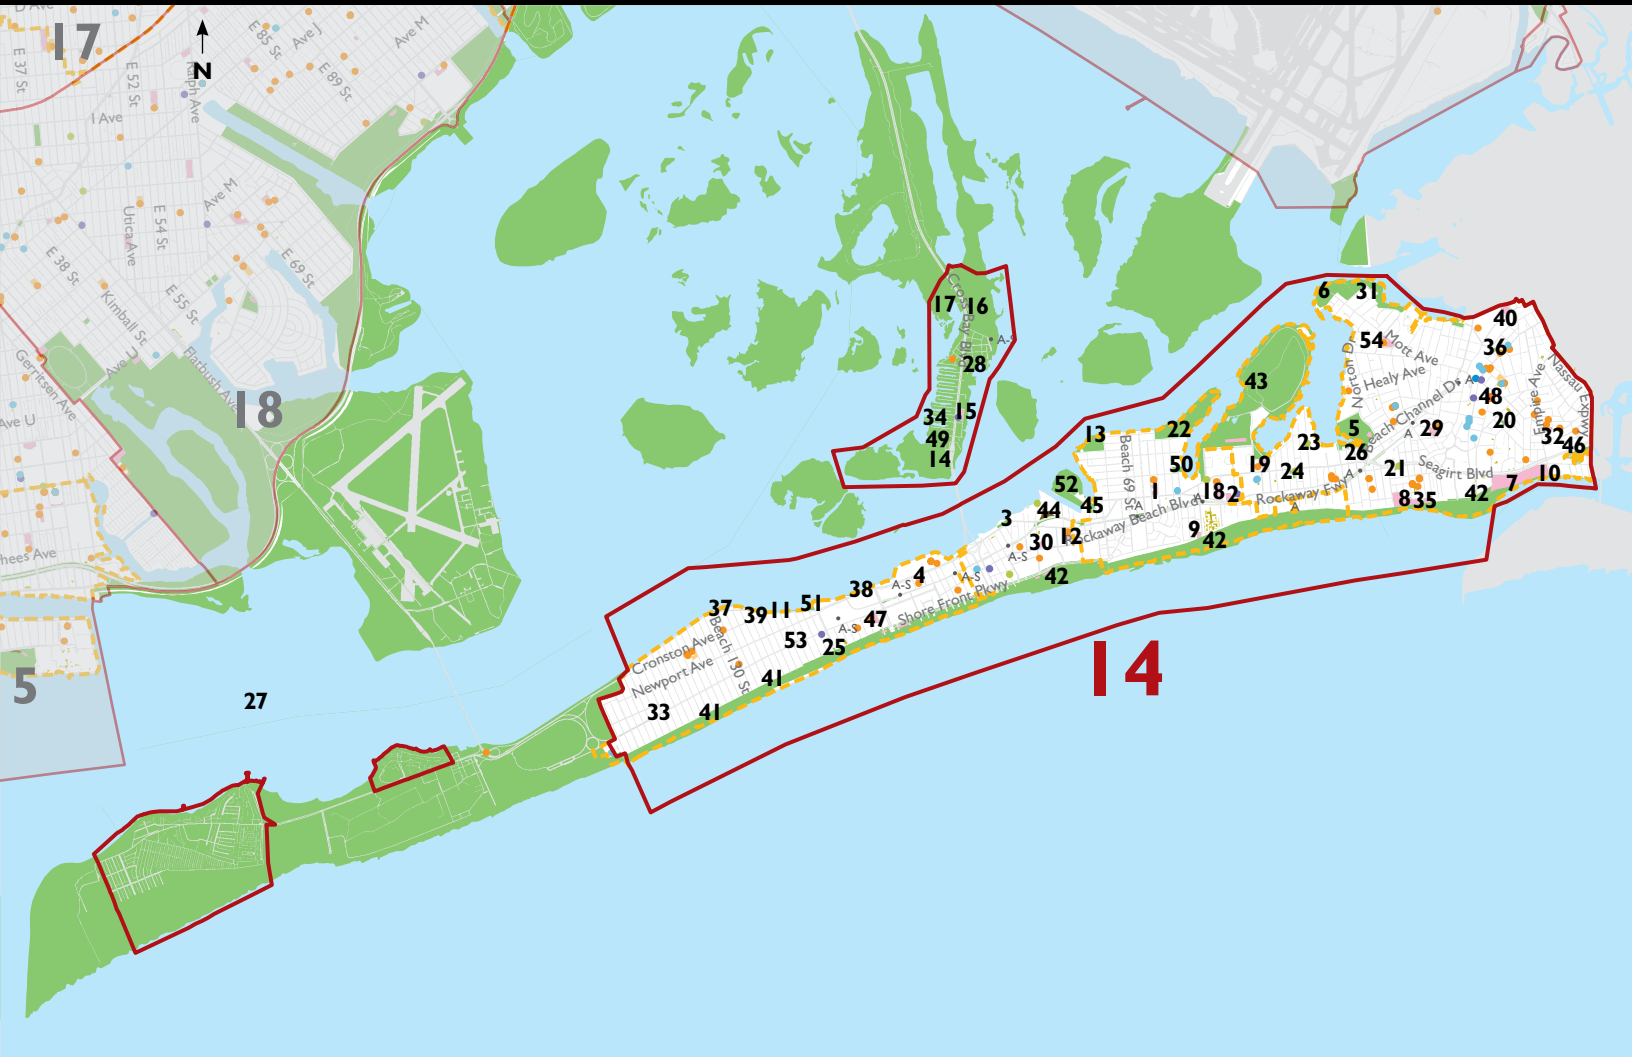 D Ave
17
N
E 37 St
E 52 St
Ralph Ave
E 85 St
Ave J
Ave M
E 89 St
I Ave
Ave M
Utica Ave
E 54 St
E 38 St
E 69 St
Kimball St
E 55 St
Gerritsen Ave
Ave U
Flatbush Ave
Ave U
18
hees Ave
5
27
17
16
Cross Bay Blvd
A-S
28
34
15
49
14
6
31
40
54
Mott Ave
36
Norton Dr
Healy Ave
Nassau Expwy
43
Beach Channel Dr
A
48
Empire Ave
20
13
22
5
29
A
32
46
23
26
Beach 69 St
50
19
24
21
Seagirt Blvd
10
A
7
52
1
18
2
Rockaway Fwy
8
35
42
45
44
A
A
A
3
Rockaway Beach Blvd
9
42
30
12
A-S
42
4
A-S
A-S
38
Shore Front Pkwy
37
39
11
51
47
A-S
53
25
Cronston Ave
Beach 130 St
Newport Ave
41
33
41
14